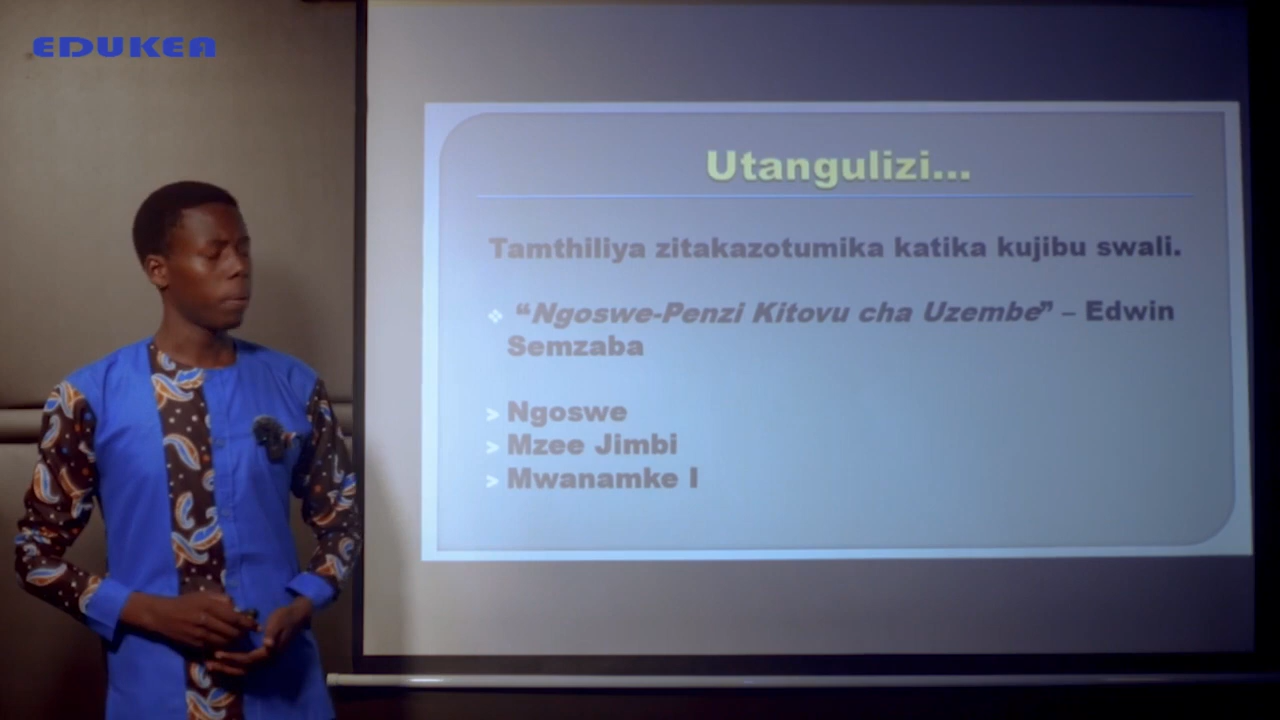 EDUKEA
Utangulizi...
Tamthiliya zitakazotumika katika kujibu swali.
❖ “Ngoswe-Penzi Kitovu cha Uzembe” – Edwin
Semzaba
> Ngoswe
> Mzee Jimbi
> Mwanamke I